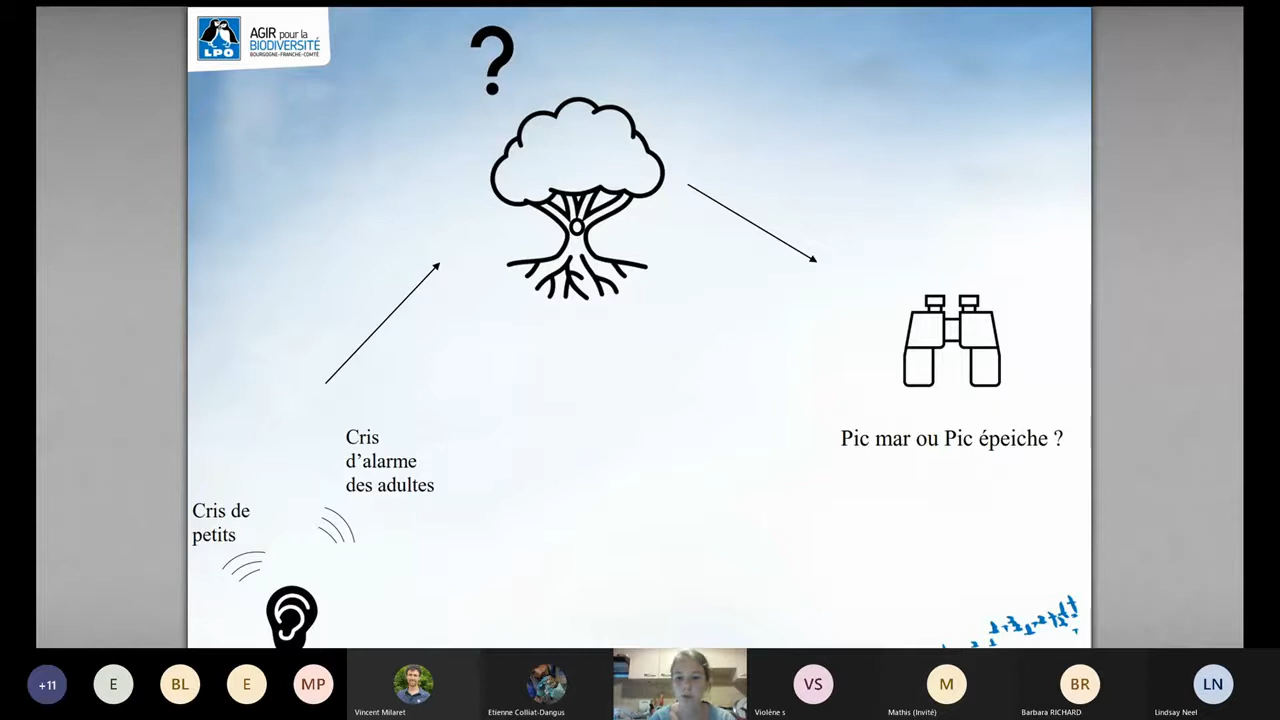 AGIR pour la
BIODIVERSITÉ
BOURGOGNE-FRANCHE-COMTÉ
LPO
?
Cris
d’alarme
des adultes
Cris de
petits
Pic mar ou Pic épeiche ?
+11
E
BL
E
MP
Vincent Milaret
Etienne Colliat-Dangus
VS
Violène s
M
Mathis (Invité)
BR
Barbara RICHARD
LN
Lindsay Neel